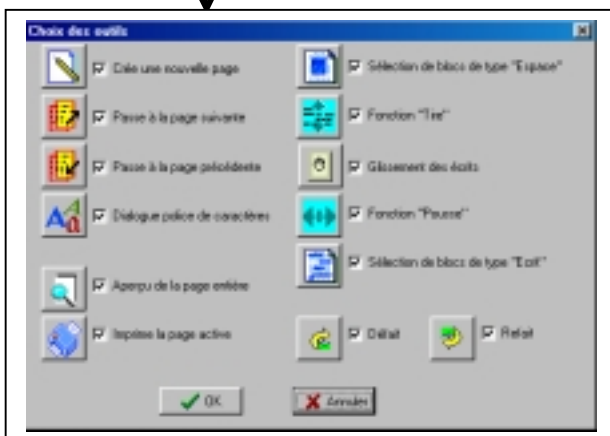 Choix des outils
Crée une nouvelle page
Passe à la page suivante
Passe à la page précédente
Dialogue police de caractères
Aperçu de la page entière
Imprime la page active
Sélection de blocs de type "Espace"
Fonction "Tire"
Glissement des écrits
Fonction "Pousse"
Sélection de blocs de type "Ecrit"
Défait
Refait
OK
Annuler